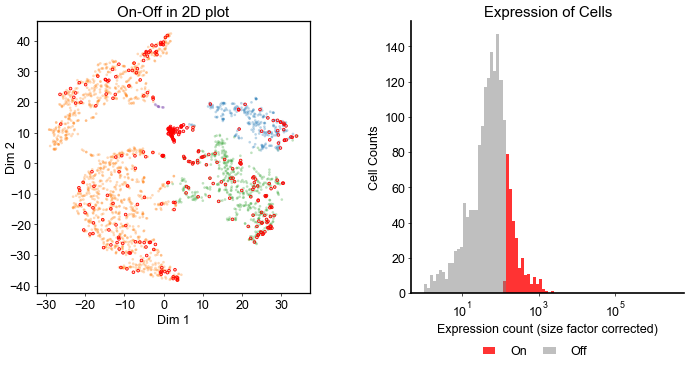 On-Off in 2D plot
40
30
20
10
0
−10
−20
−30
−40
Dim 2
−30 −20 −10 0 10 20 30
Dim 1
Expression of Cells
140
120
100
80
60
40
20
0
Cell Counts
10^1 10^3 10^5
Expression count (size factor corrected)
On Off